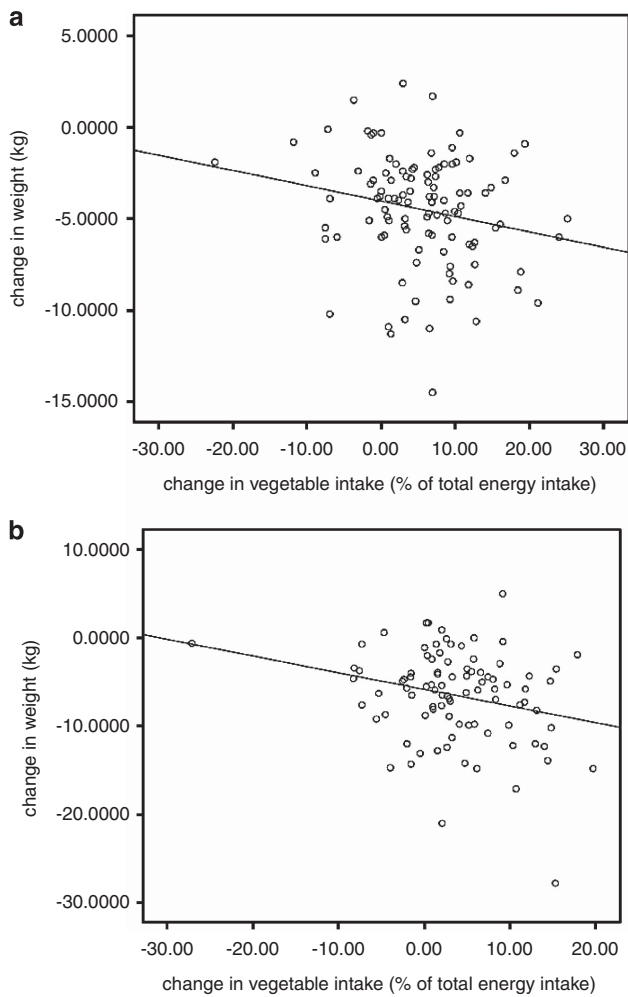 a
5.0000
0.0000
-5.0000
-10.0000
-15.0000
change in weight (kg)
-30.00 -20.00 -10.00 0.00 10.00 20.00 30.00
change in vegetable intake (% of total energy intake)
b
10.0000
0.0000
-10.0000
-20.0000
-30.0000
change in weight (kg)
-30.00 -20.00 -10.00 0.00 10.00 20.00
change in vegetable intake (% of total energy intake)